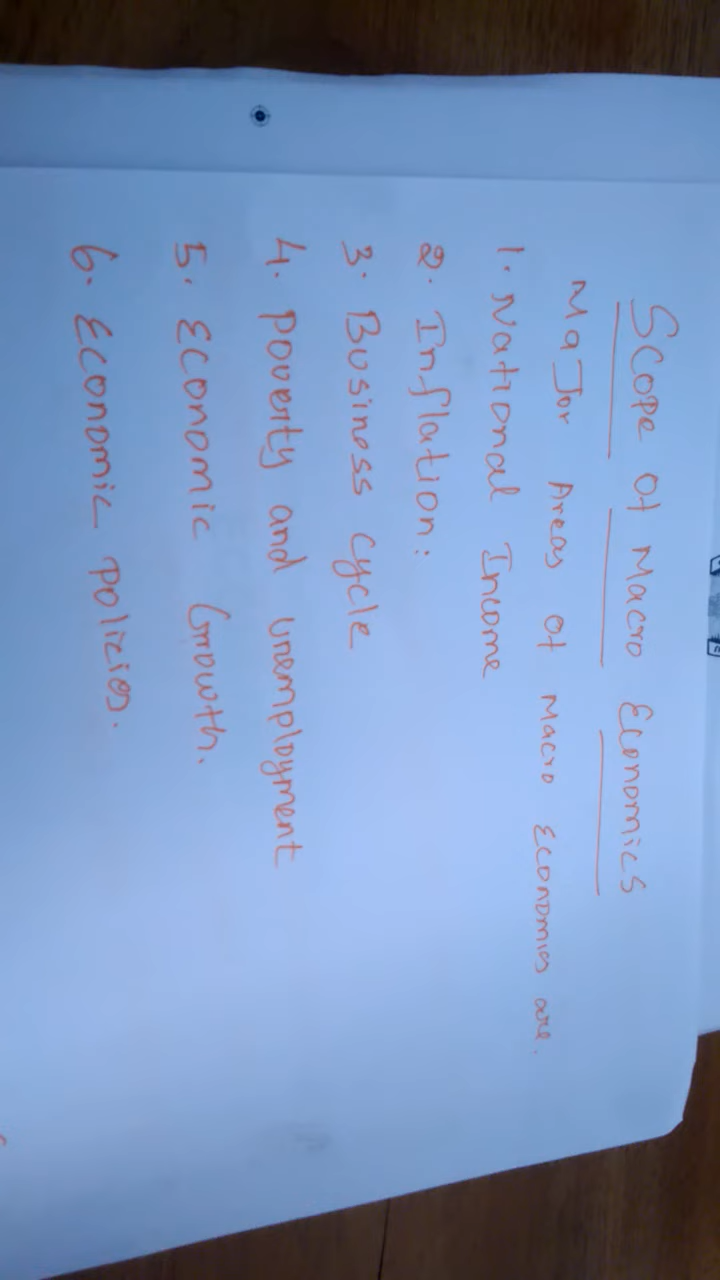 Scope of Macro Economics
Major Areas of Macro Economics are.
1. National Income
2. Inflation:
3. Business cycle
4. Poverty and unemployment
5. Economic Growth.
6. Economic policies.